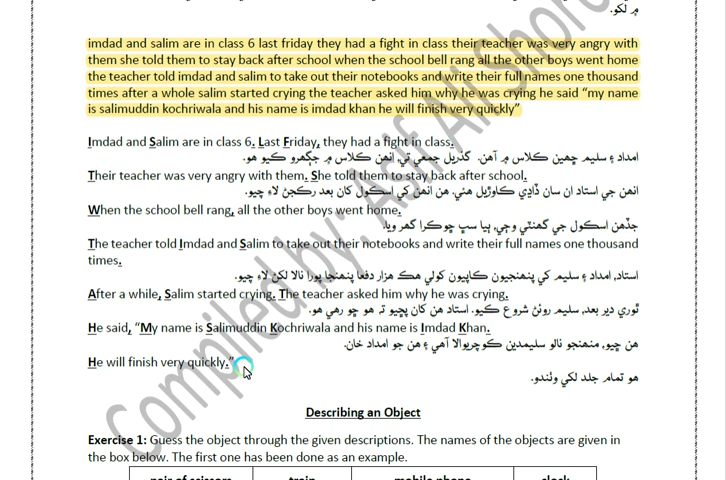 ۾ لکو.
imdad and salim are in class 6 last friday they had a fight in class their teacher was very angry with
them she told them to stay back after school when the school bell rang all the other boys went home
the teacher told imdad and salim to take out their notebooks and write their full names one thousand
times after a whole salim started crying the teacher asked him why he was crying he said “my name
is salimuddin kochriwala and his name is imdad khan he will finish very quickly”
Imdad and Salim are in class 6. Last Friday, they had a fight in class.
امداد ۽ سليم ڇهين ڪلاس ۾ آهن. گذريل جمعي تي انهن ڪلاس ۾ جهڳڙو ڪيو هو.
Their teacher was very angry with them. She told them to stay back after school.
انهن جي استاد ان سان ڏاڍي ڪاوڙيل هئي. هن انهن کي اسڪول کان بعد رڪجڻ لاءِ چيو.
When the school bell rang, all the other boys went home.
جڏهن اسڪول جي گهنٽي وڄي، ٻيا سڀ ڇوڪرا گهر ويا.
The teacher told Imdad and Salim to take out their notebooks and write their full names one thousand
times.
استاد، امداد ۽ سليم کي پنهنجيون ڪاپيون کولي هڪ هزار دفعا پنهنجا پورا نالا لکڻ لاءِ چيو.
After a while, Salim started crying. The teacher asked him why he was crying.
ٿوري دير بعد، سليم روئڻ شروع ڪيو. استاد هن کان پڇيو ته هو ڇو رهي هو.
He said, “My name is Salimuddin Kochriwala and his name is Imdad Khan.
هن چيو، منهنجو نالو سليمدين ڪوچريوالا آهي ۽ هن جو امداد خان.
He will finish very quickly.”
هو تمام جلد لکي وٺندو.
Describing an Object
Exercise 1: Guess the object through the given descriptions. The names of the objects are given in
the box below. The first one has been done as an example.
pair of scissors train mobile phone clock
Compiled by: Asif Ali Shoro